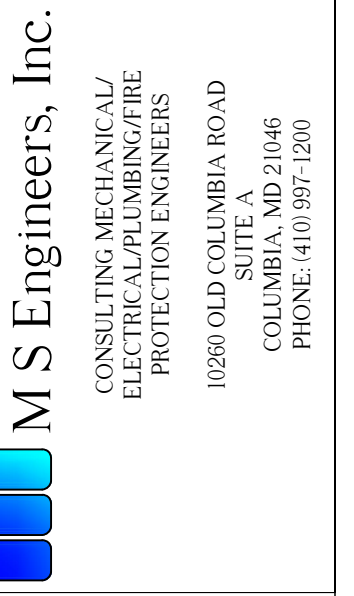 M S Engineers, Inc.
CONSULTING MECHANICAL/
ELECTRICAL/PLUMBING/FIRE
PROTECTION ENGINEERS
10260 OLD COLUMBIA ROAD
SUITE A
COLUMBIA, MD 21046
PHONE: (410) 997-1200